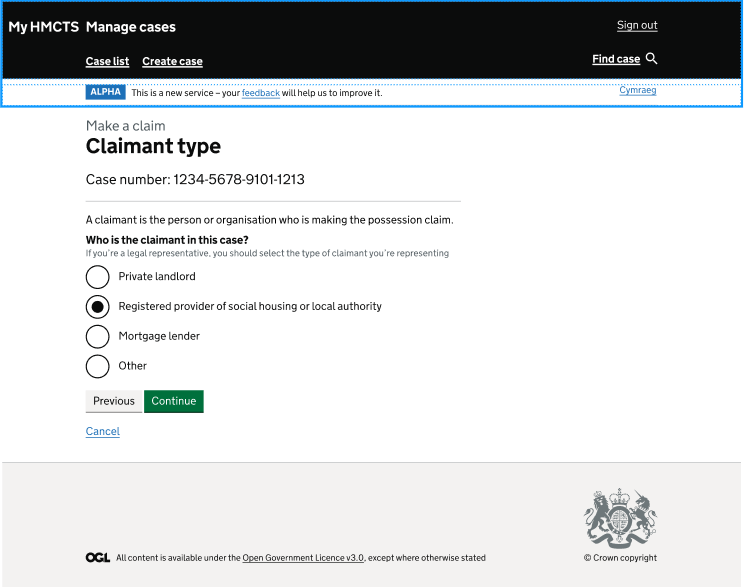 My HMCTS Manage cases
Sign out
Case list Create case
Find case
ALPHA This is a new service – your feedback will help us to improve it.
Cymraeg
Make a claim
Claimant type
Case number: 1234-5678-9101-1213
A claimant is the person or organisation who is making the possession claim.
Who is the claimant in this case?
If you're a legal representative, you should select the type of claimant you're representing
Private landlord
Registered provider of social housing or local authority
Mortgage lender
Other
Previous Continue
Cancel
OGL All content is available under the Open Government Licence v3.0, except where otherwise stated
© Crown copyright